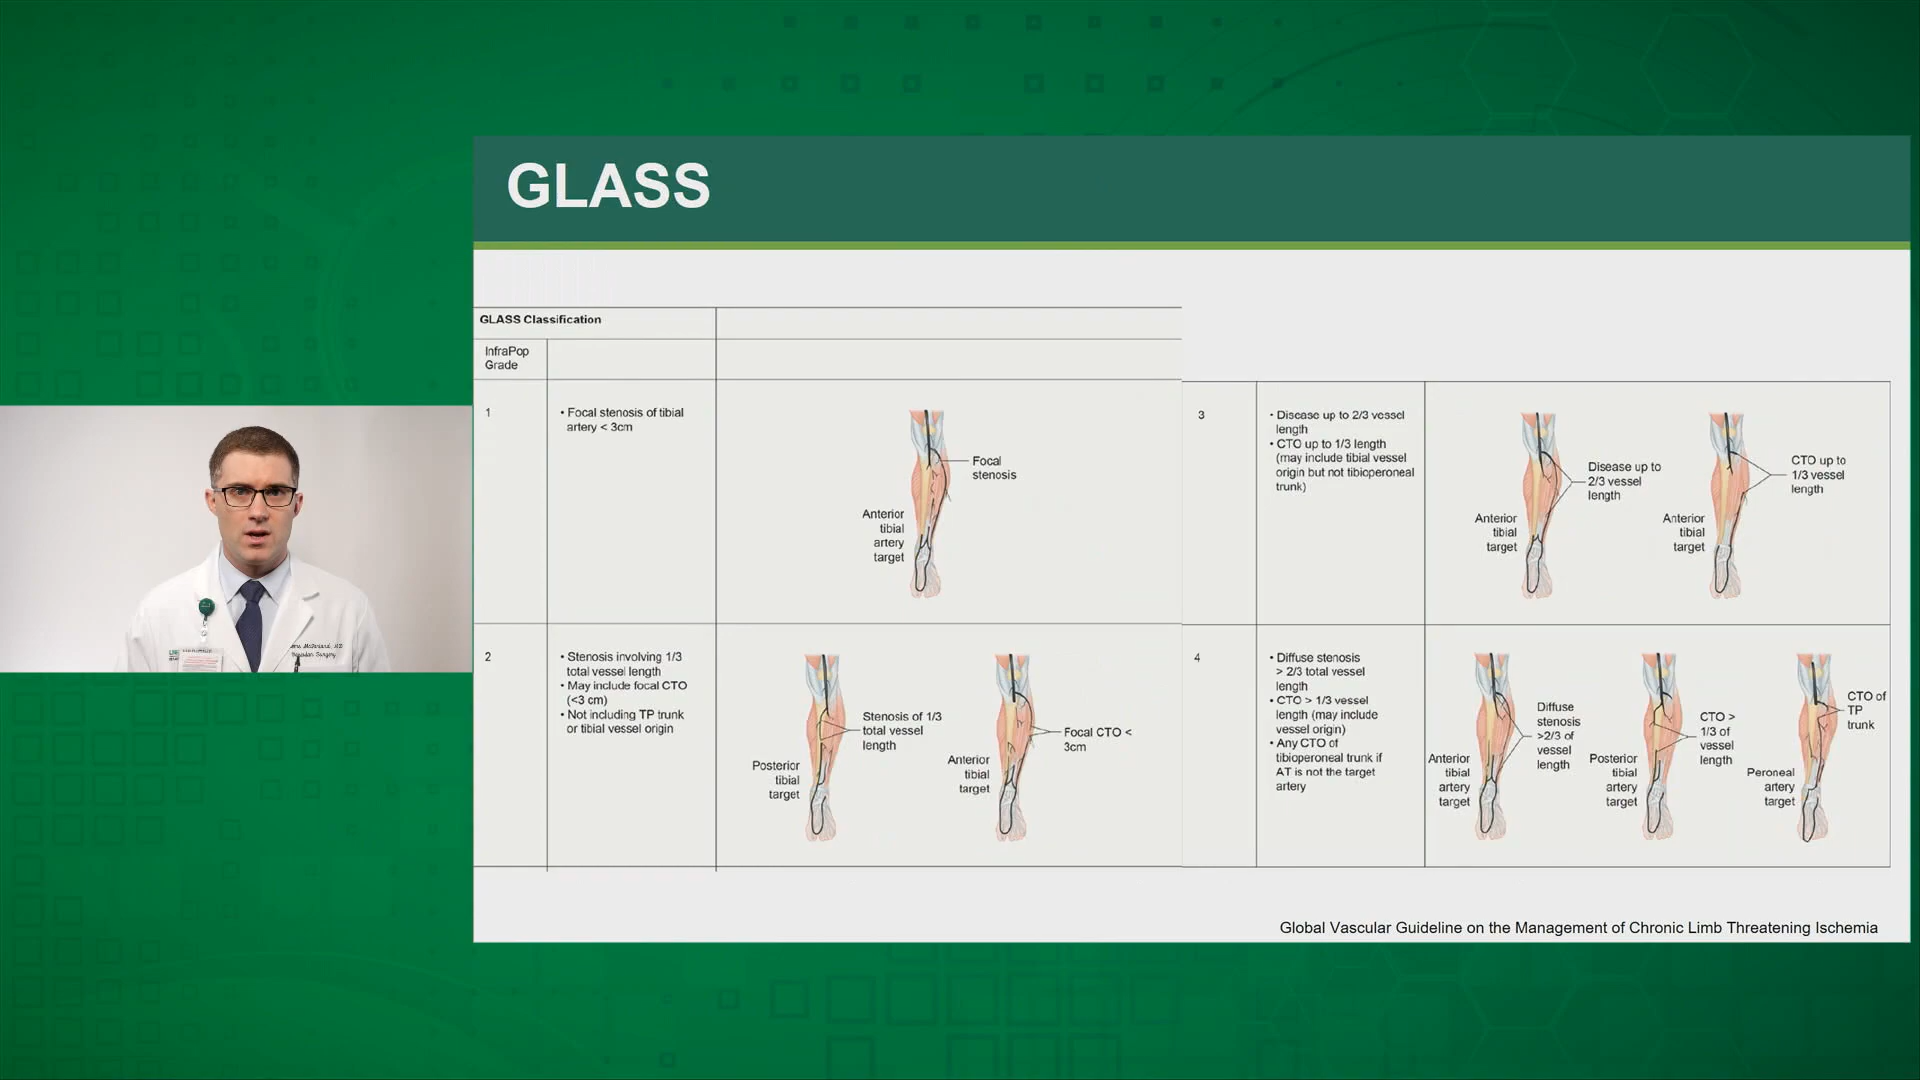 GLASS
GLASS Classification
InfraPop
Grade
1
• Focal stenosis of tibial
artery < 3cm
Focal
stenosis
Anterior
tibial
artery
target
2
• Stenosis involving 1/3
total vessel length
• May include focal CTO
(<3 cm)
• Not including TP trunk
or tibial vessel origin
Stenosis of 1/3
total vessel
length
Posterior
tibial
target
Focal CTO <
3cm
Anterior
tibial
target
3
• Disease up to 2/3 vessel
length
• CTO up to 1/3 length
(may include tibial vessel
origin but not tibioperoneal
trunk)
Disease up to
2/3 vessel
length
Anterior
tibial
target
CTO up to
1/3 vessel
length
Anterior
tibial
target
4
• Diffuse stenosis
> 2/3 total vessel
length
• CTO > 1/3 vessel
length (may include
vessel origin)
• Any CTO of
tibioperoneal trunk if
AT is not the target
artery
Diffuse
stenosis
>2/3 of
vessel
length
Anterior
tibial
artery
target
CTO >
1/3 of
vessel
length
Posterior
tibial
artery
target
CTO of
TP
trunk
Peroneal
artery
target
Global Vascular Guideline on the Management of Chronic Limb Threatening Ischemia